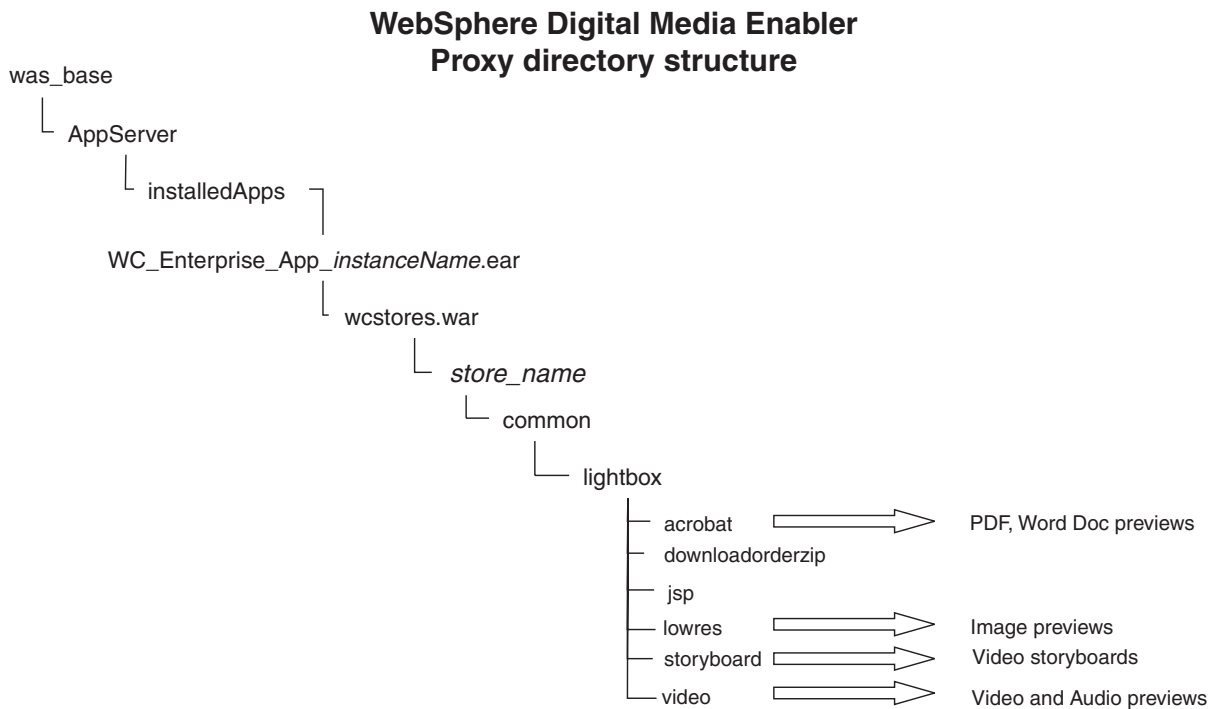 WebSphere Digital Media Enabler
Proxy directory structure
was_base
AppServer
installedApps
WC_Enterprise_App_instanceName.ear
wcstores.war
store_name
common
lightbox
acrobat
PDF, Word Doc previews
downloadorderzip
jsp
lowres
Image previews
storyboard
Video storyboards
video
Video and Audio previews